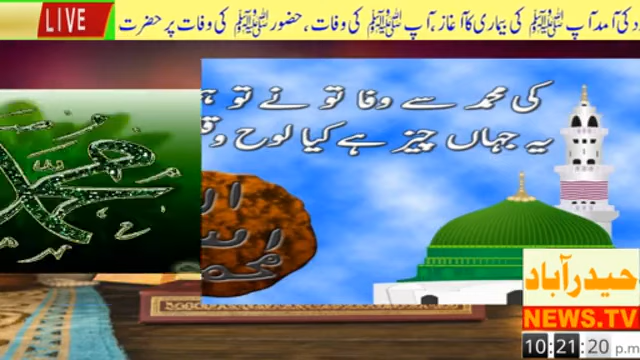 LIVE
کی آمد آپ ﷺ کی بیماری کا آغاز، آپ ﷺ کی وفات، حضور ﷺ کی وفات پر حضرت
کی محمد سے وفا تو نے تو
یہ جہاں چیز ہے کیا لوح و
محمد
حیدرآباد
NEWS.TV
10:21:20 p.m